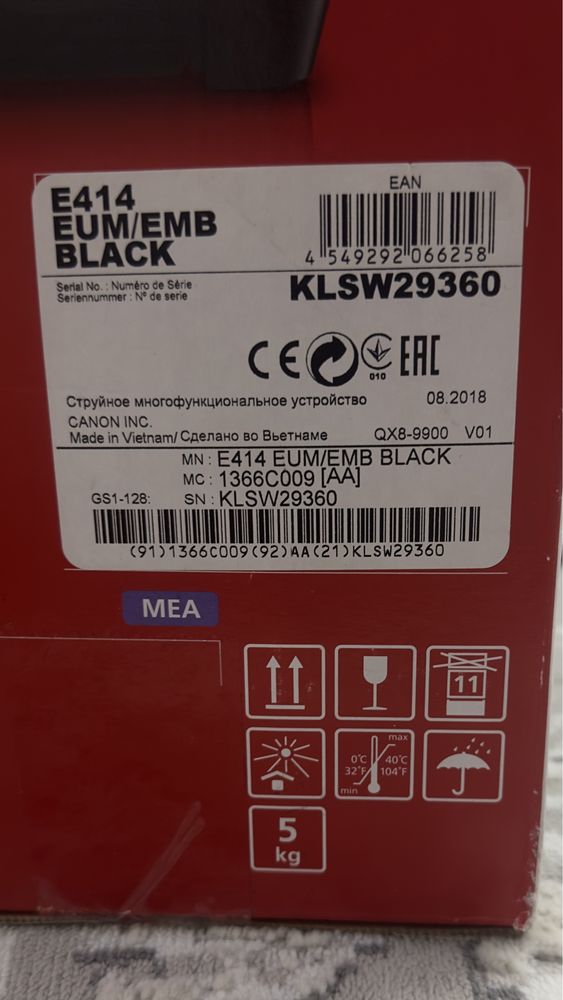 E414
EUM/EMB
BLACK
EAN
4 549292 066258
Serial No. : Numéro de Série
Seriennummer : Nº de serie
KLSW29360
CE EAC
010
Струйное многофункциональное устройство 08.2018
CANON INC.
Made in Vietnam/ Сделано во Вьетнаме QX8-9900 V01
MN : E414 EUM/EMB BLACK
MC : 1366C009 [AA]
GS1-128: SN : KLSW29360
(91)1366C009(92)AA(21)KLSW29360
MEA
11
max
0°C 40°C
32°F 104°F
min
5
kg